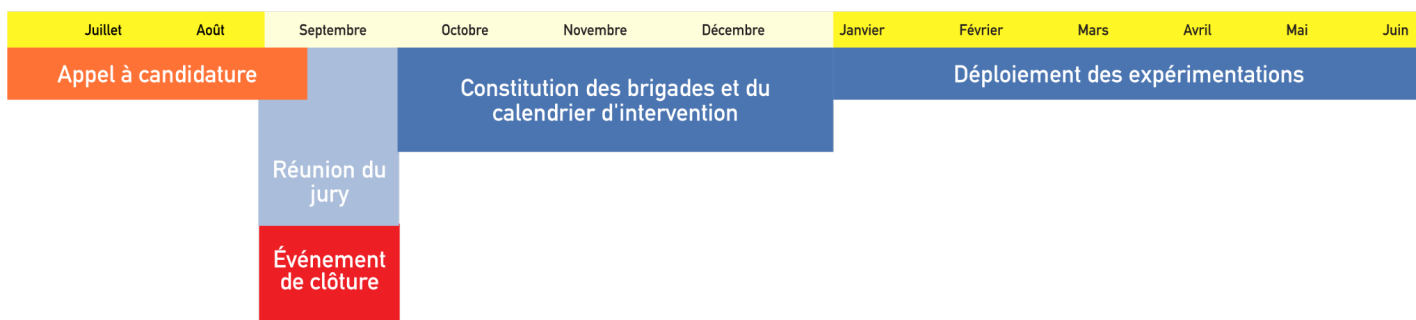 Juillet Août Septembre Octobre Novembre Décembre Janvier Février Mars Avril Mai Juin
Appel à candidature
Constitution des brigades et du
calendrier d'intervention
Déploiement des expérimentations
Réunion du
jury
Événement
de clôture